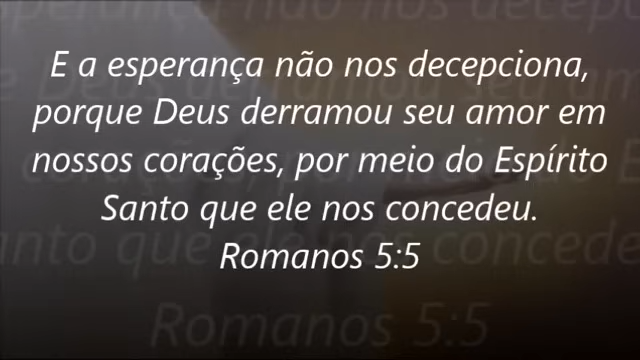 E a esperança não nos decepciona,
porque Deus derramou seu amor em
nossos corações, por meio do Espírito
Santo que ele nos concedeu.
Romanos 5:5